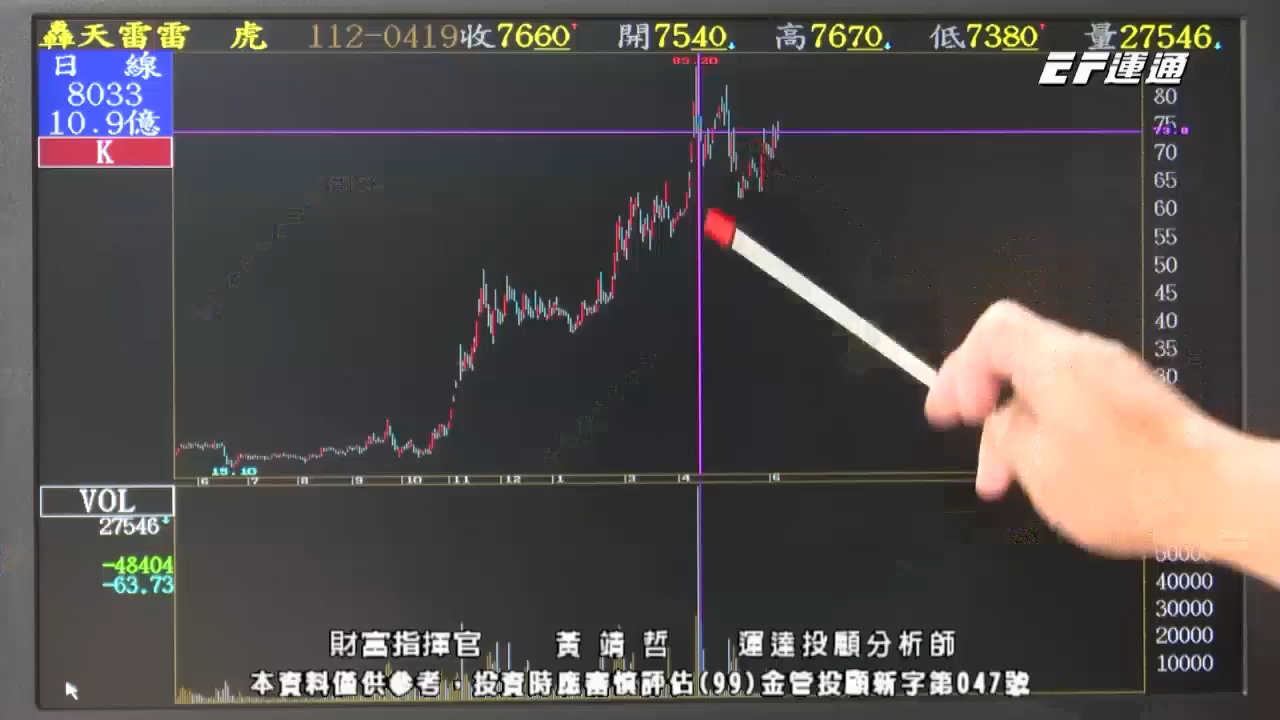 轟天雷雷 虎 112-0419收7660 開7540 高7670 低7380 量27546
日 線
8033
10.9億
K
EF運通
83.20
80
75
73.8
70
65
60
55
50
45
40
35
30
15.10
6 7 8 9 10 11 12 1 3 4 6
VOL
27546
-48404
-63.73
50000
40000
30000
20000
10000
財富指揮官 黃靖哲 運達投顧分析師
本資料僅供參考，投資時應審慎評估(99)金管投顧新字第047號